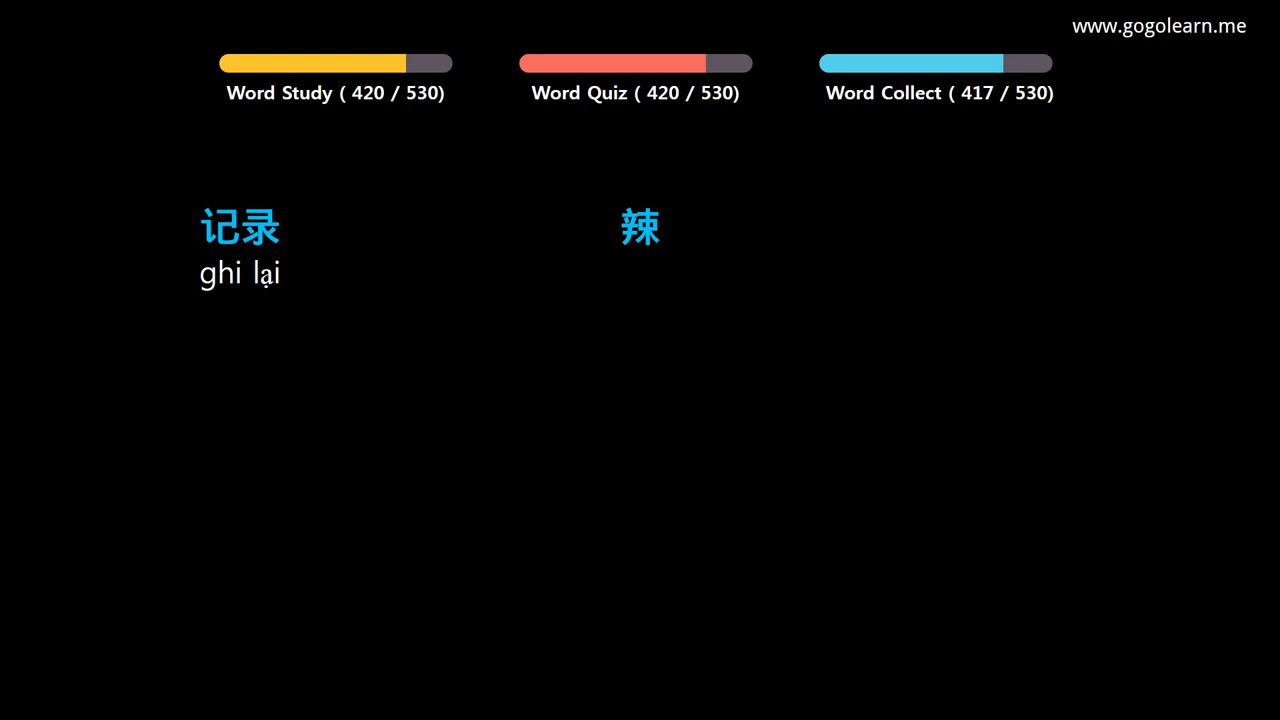 www.gogolearn.me
Word Study ( 420 / 530)
Word Quiz ( 420 / 530)
Word Collect ( 417 / 530)
记录
辣
ghi lại